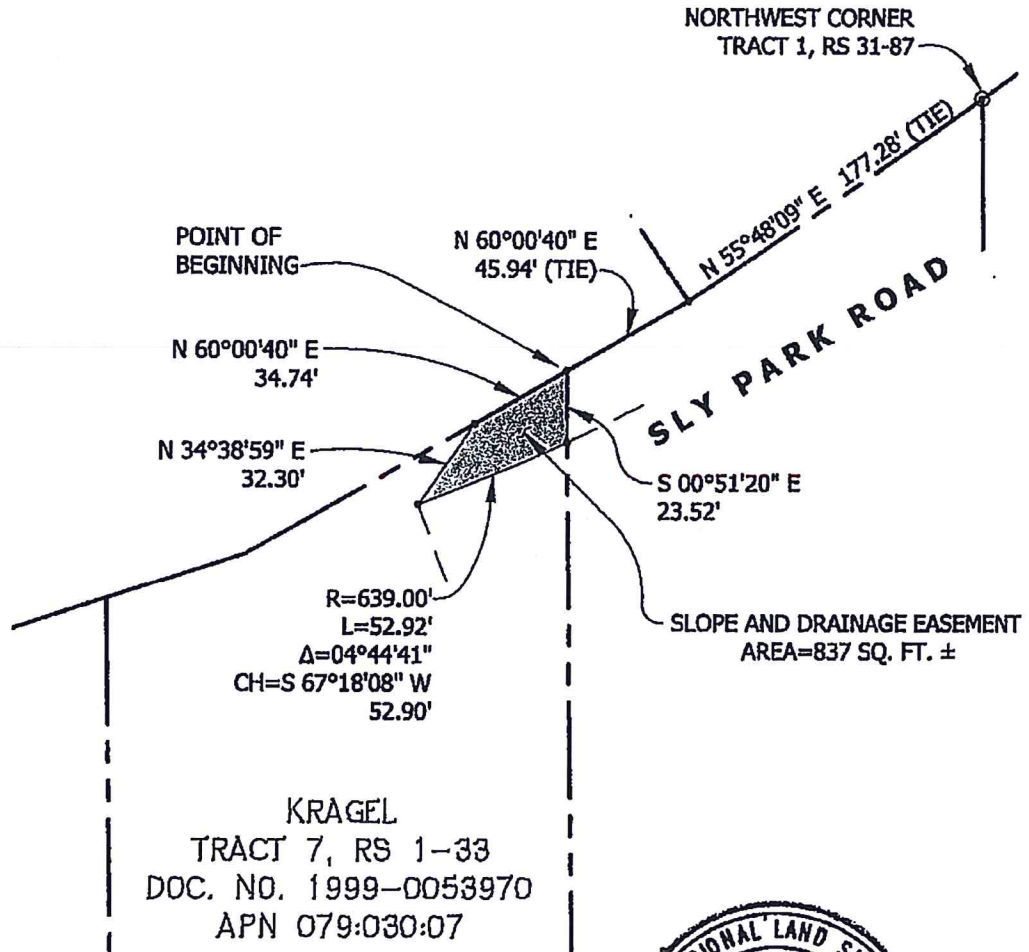 NORTHWEST CORNER
TRACT 1, RS 31-87
N 55°48'09" E 177.28' (TIE)
POINT OF
BEGINNING
N 60°00'40" E
45.94' (TIE)
SLY PARK ROAD
N 60°00'40" E
34.74'
N 34°38'59" E
32.30'
S 00°51'20" E
23.52'
R=639.00'
L=52.92'
Δ=04°44'41"
CH=S 67°18'08" W
52.90'
SLOPE AND DRAINAGE EASEMENT
AREA=837 SQ. FT. ±
KRAGEL
TRACT 7, RS 1-33
DOC. NO. 1999-0053970
APN 079:030:07
LAND